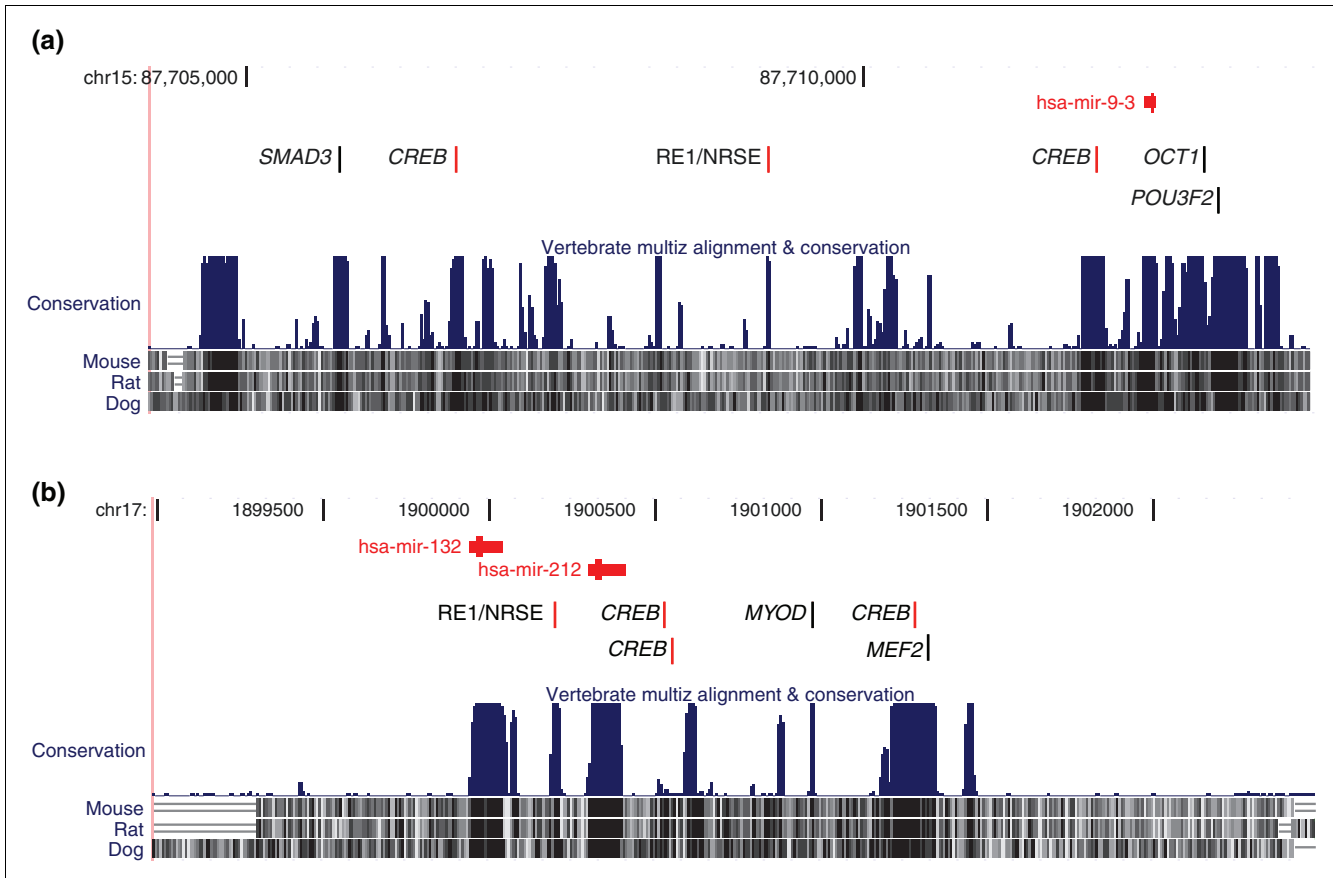 (a)
chr15: 87,705,000 87,710,000
hsa-mir-9-3
SMAD3 CREB RE1/NRSE CREB OCT1
POU3F2
Vertebrate multiz alignment & conservation
Conservation
Mouse
Rat
Dog
(b)
chr17: 1899500 1900000 1900500 1901000 1901500 1902000
hsa-mir-132
hsa-mir-212
RE1/NRSE CREB MYOD CREB
CREB MEF2
Vertebrate multiz alignment & conservation
Conservation
Mouse
Rat
Dog